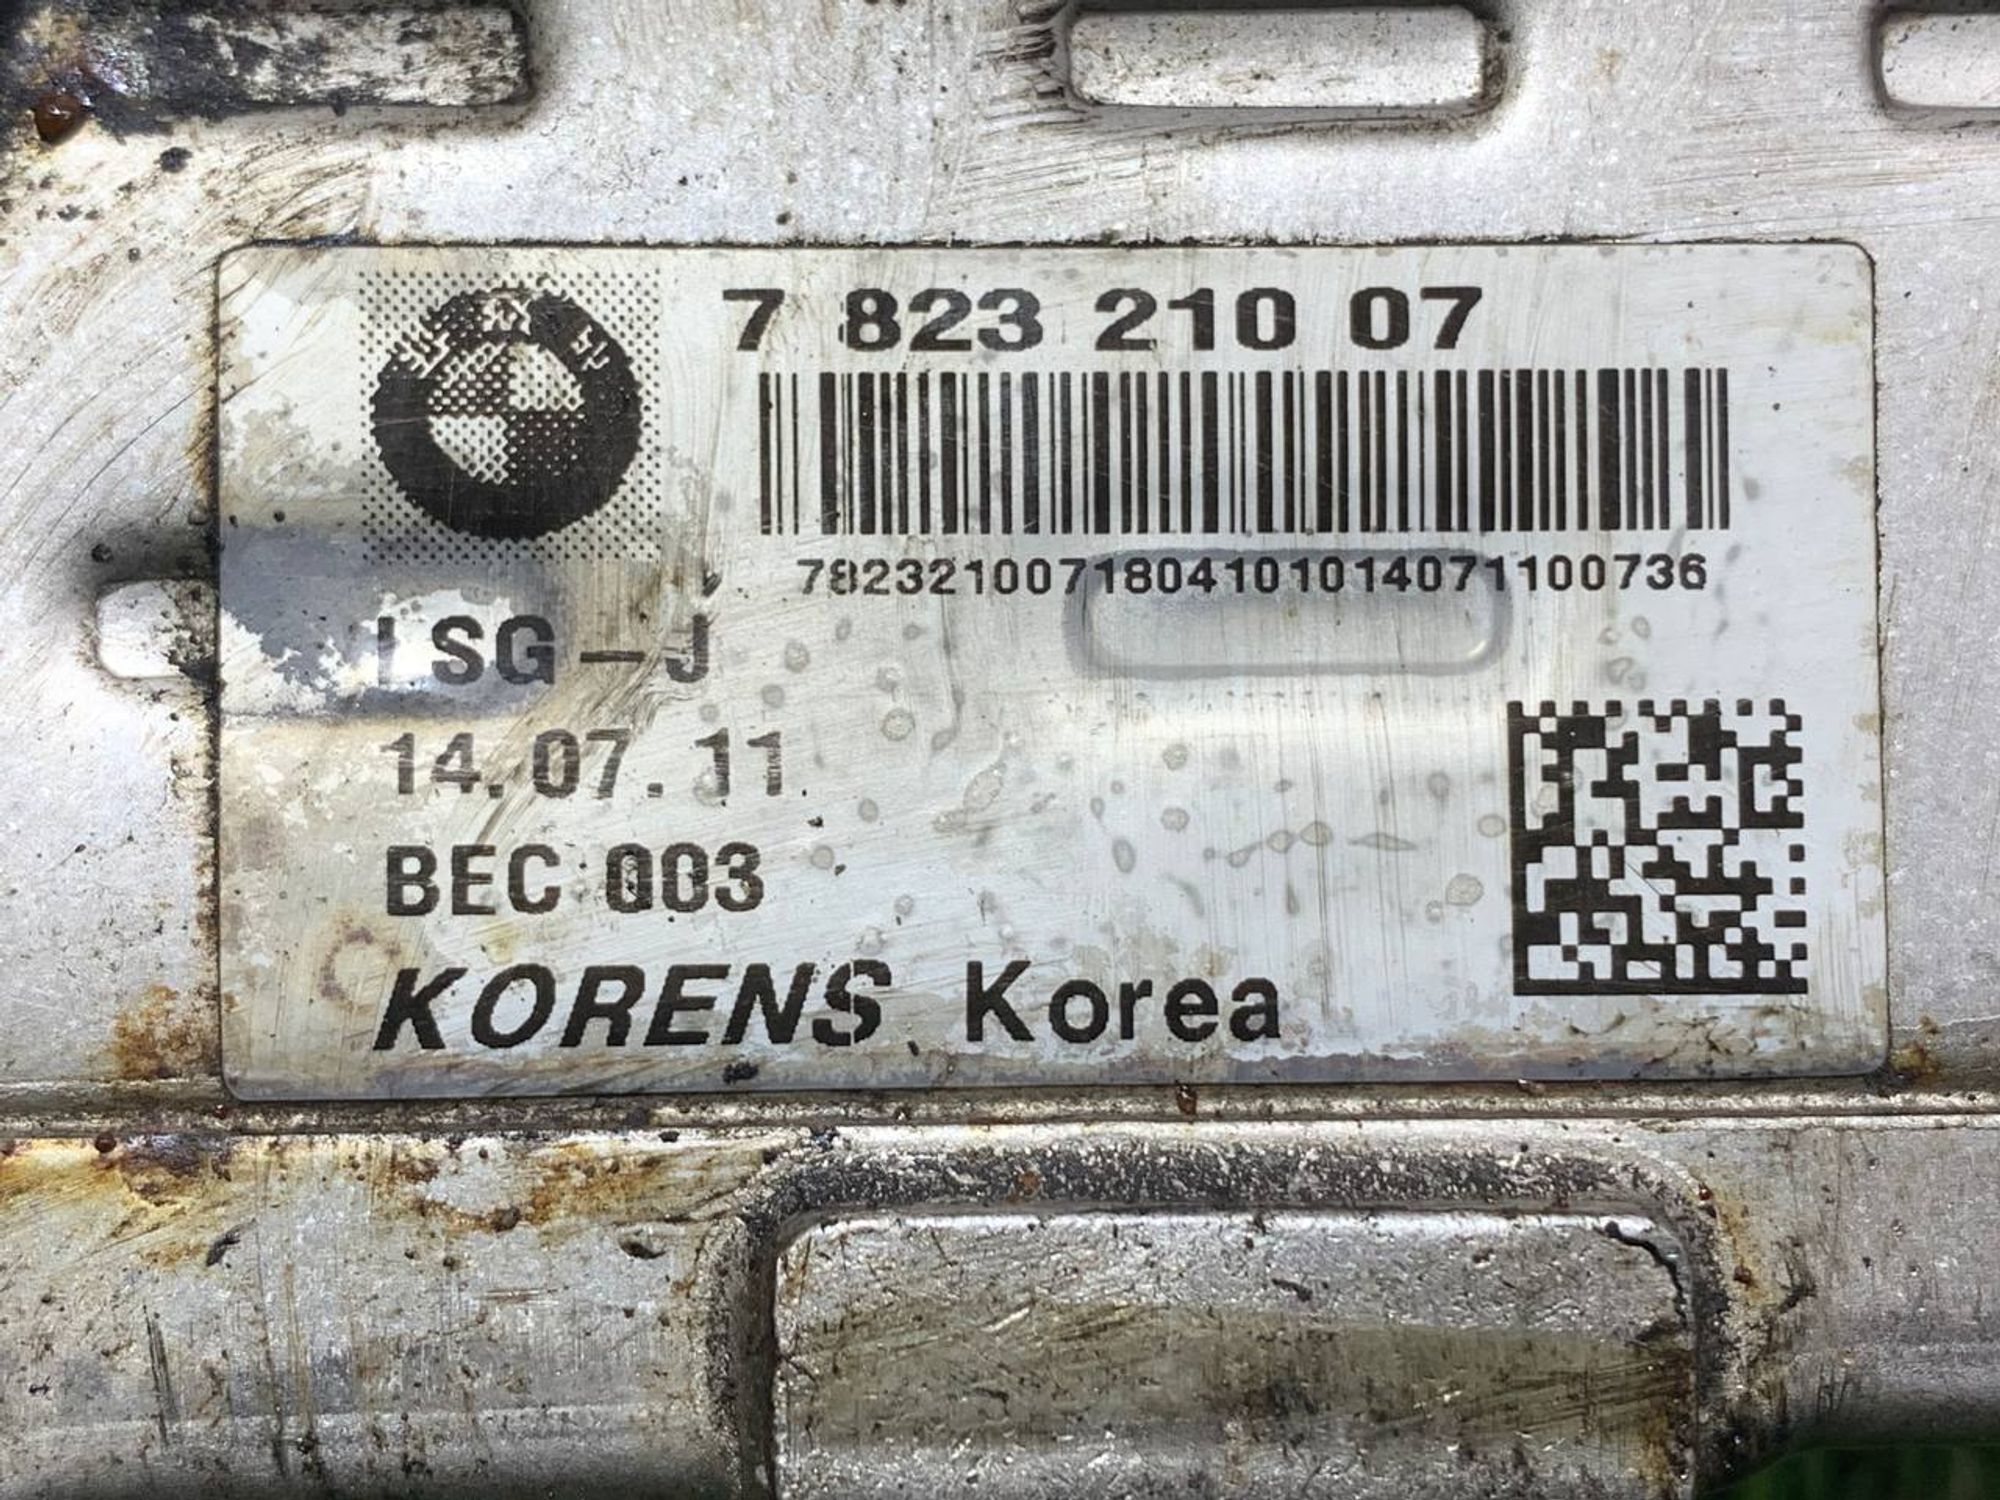 7 823 210 07
7823210071804101014071100736
LSG-J
14.07.11
BEC 003
KORENS Korea